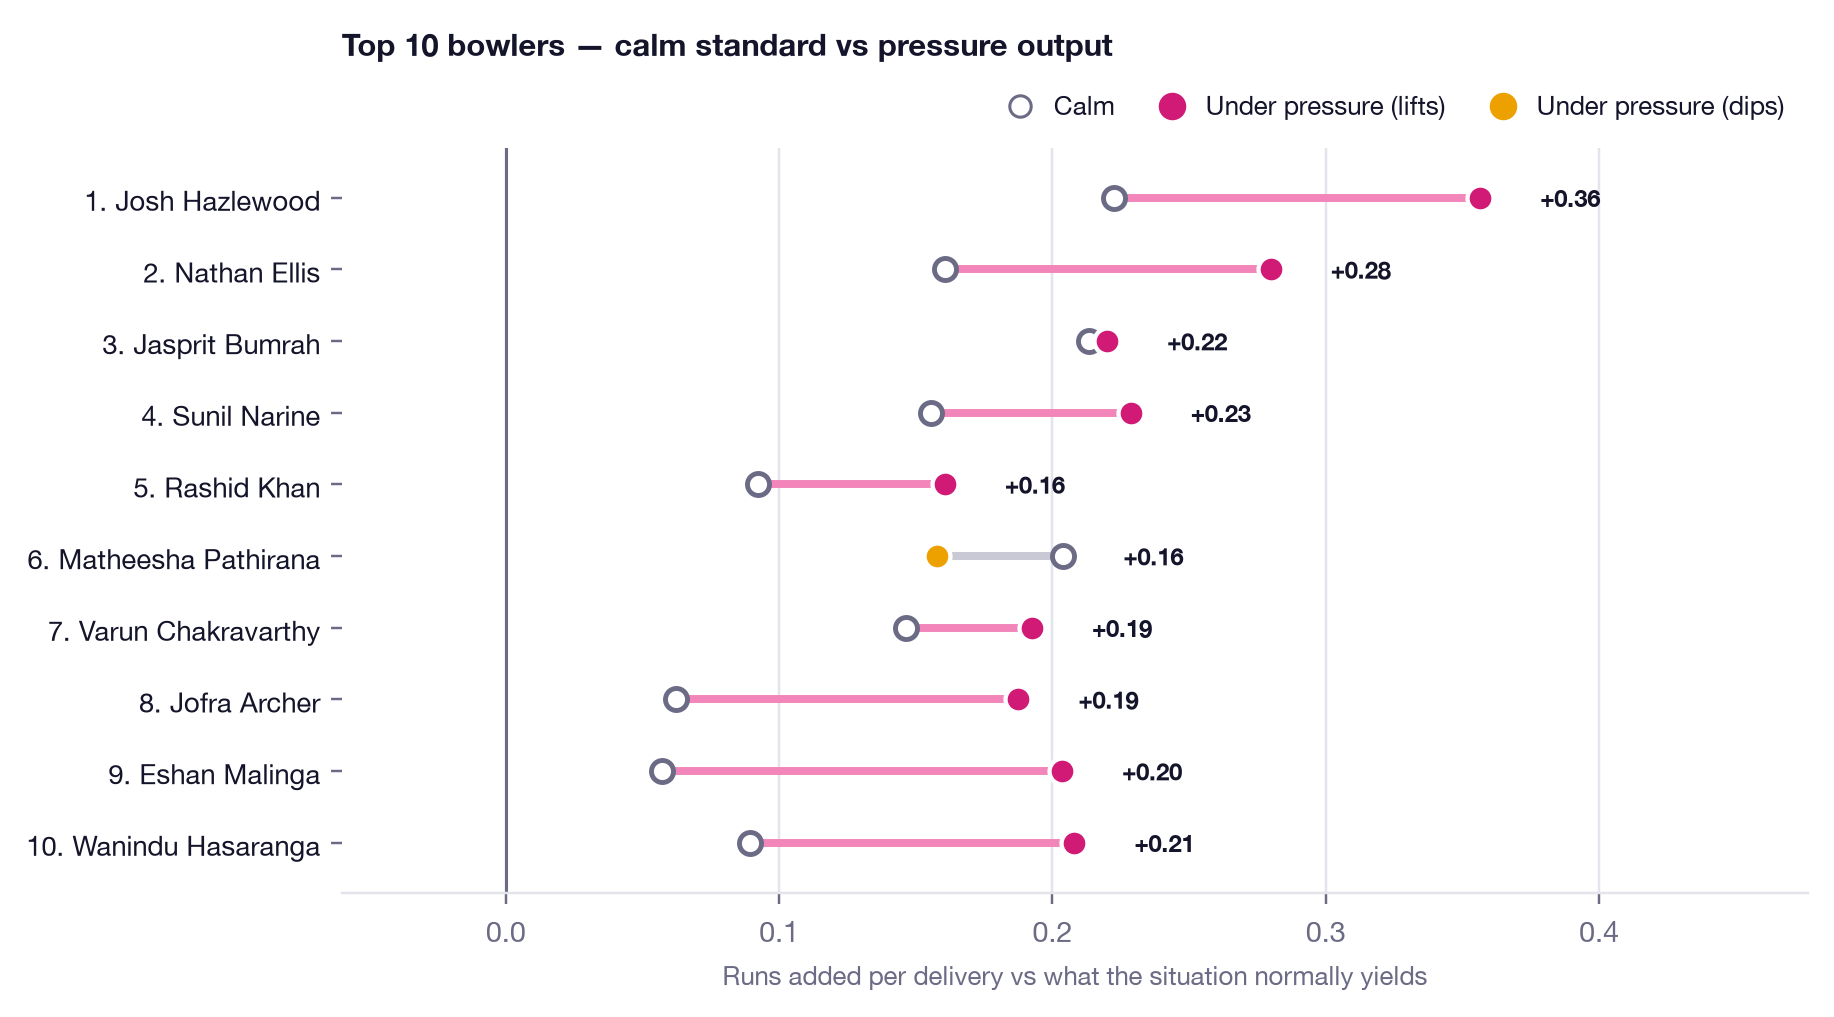 Top 10 bowlers — calm standard vs pressure output
Calm
Under pressure (lifts)
Under pressure (dips)
1. Josh Hazlewood
+0.36
2. Nathan Ellis
+0.28
3. Jasprit Bumrah
+0.22
4. Sunil Narine
+0.23
5. Rashid Khan
+0.16
6. Matheesha Pathirana
+0.16
7. Varun Chakravarthy
+0.19
8. Jofra Archer
+0.19
9. Eshan Malinga
+0.20
10. Wanindu Hasaranga
+0.21
0.0
0.1
0.2
0.3
0.4
Runs added per delivery vs what the situation normally yields